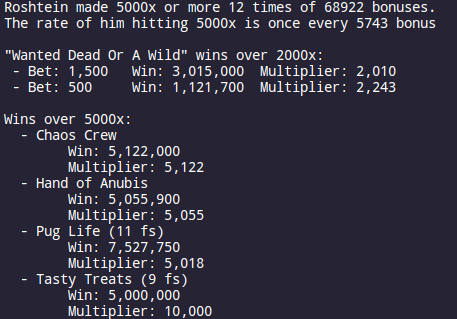 Roshtein made 5000x or more 12 times of 68922 bonuses.
The rate of him hitting 5000x is once every 5743 bonus
"Wanted Dead Or A Wild" wins over 2000x:
- Bet: 1,500 Win: 3,015,000 Multiplier: 2,010
- Bet: 500 Win: 1,121,700 Multiplier: 2,243
Wins over 5000x:
- Chaos Crew
Win: 5,122,000
Multiplier: 5,122
- Hand of Anubis
Win: 5,055,900
Multiplier: 5,055
- Pug Life (11 fs)
Win: 7,527,750
Multiplier: 5,018
- Tasty Treats (9 fs)
Win: 5,000,000
Multiplier: 10,000